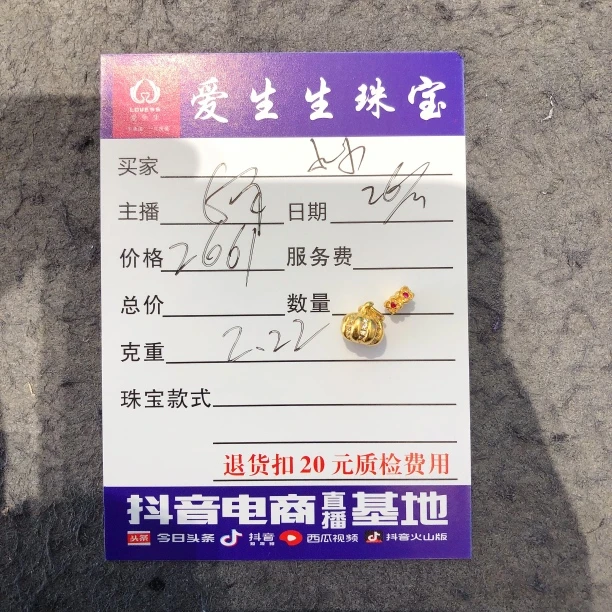 爱生生珠宝
买家
主播 日期
价格 2661 服务费
总价 数量
克重 2.22
珠宝款式
退货扣20元质检费用
抖音电商直播基地
头条 今日头条 抖音 西瓜视频 抖音火山版